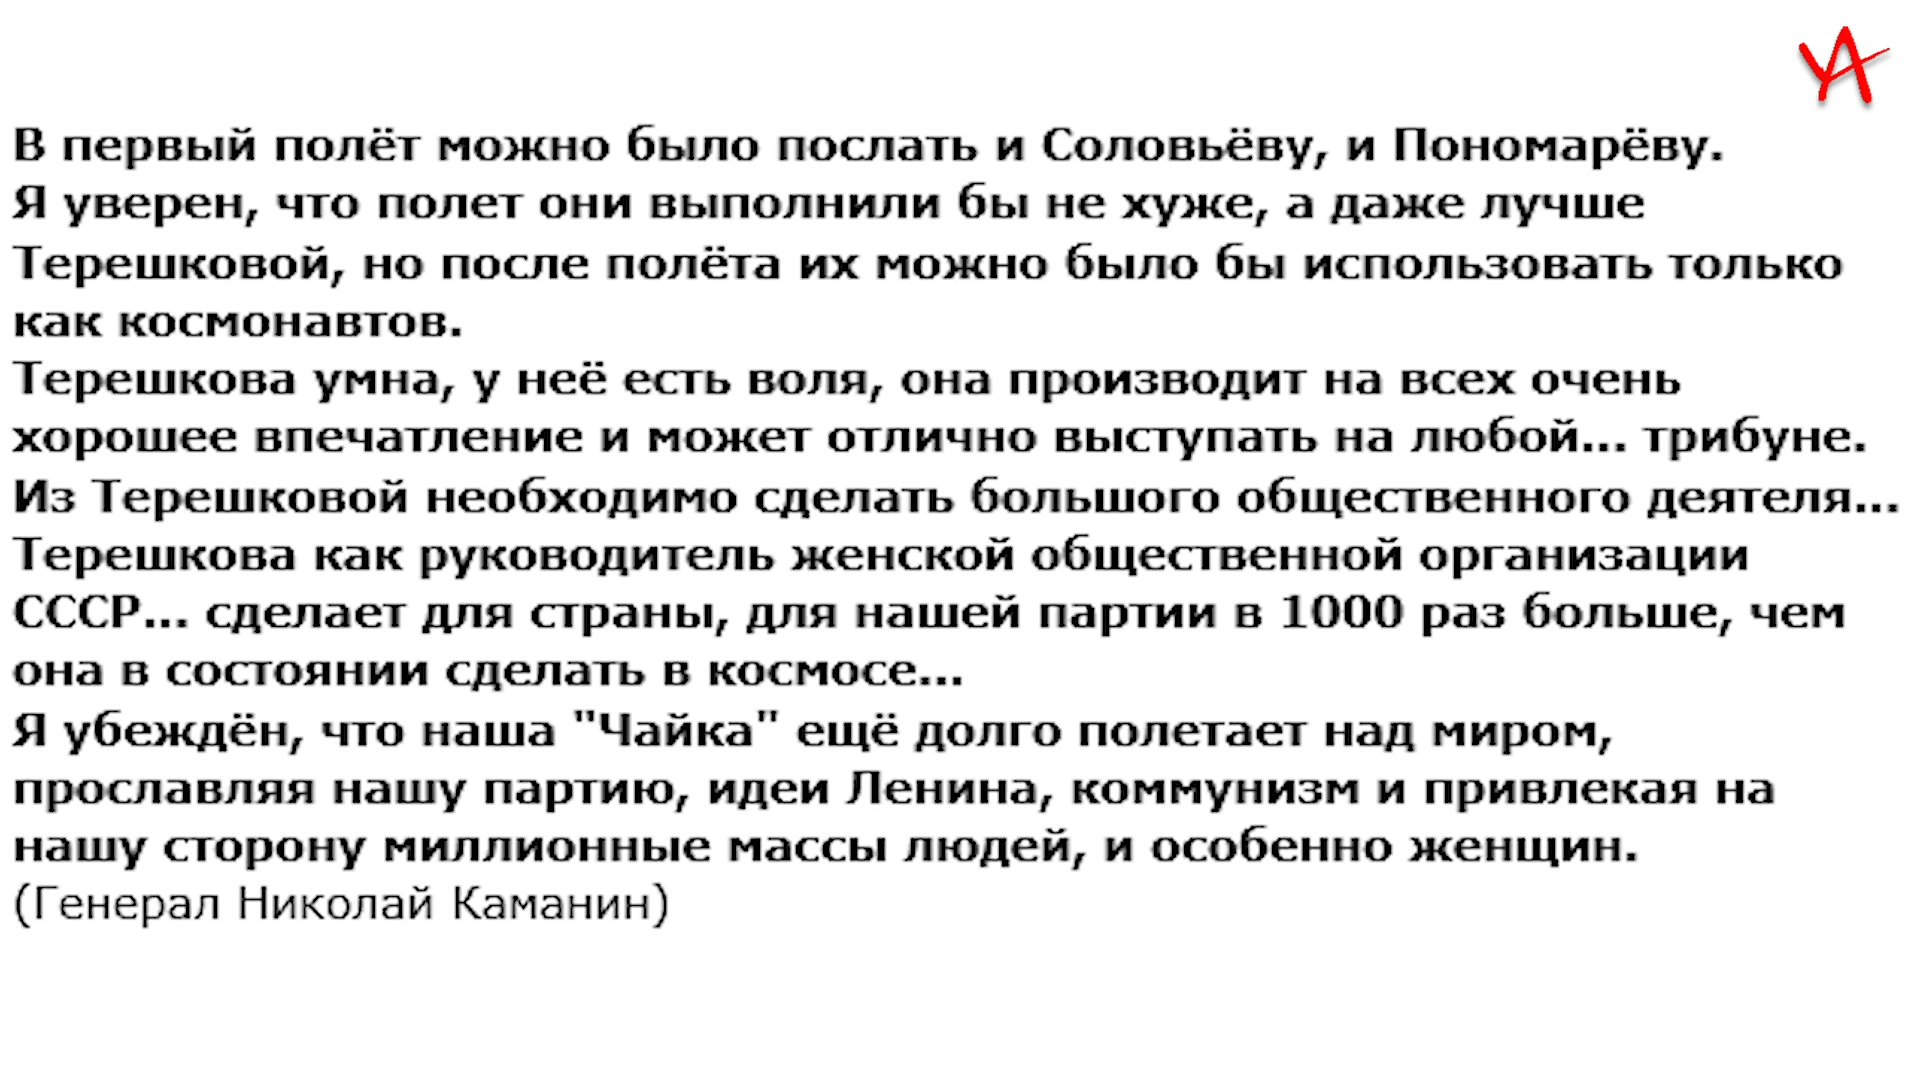 В первый полёт можно было послать и Соловьёву, и Пономарёву.
Я уверен, что полет они выполнили бы не хуже, а даже лучше
Терешковой, но после полёта их можно было бы использовать только
как космонавтов.
Терешкова умна, у неё есть воля, она производит на всех очень
хорошее впечатление и может отлично выступать на любой... трибуне.
Из Терешковой необходимо сделать большого общественного деятеля...
Терешкова как руководитель женской общественной организации
СССР... сделает для страны, для нашей партии в 1000 раз больше, чем
она в состоянии сделать в космосе...
Я убеждён, что наша "Чайка" ещё долго полетает над миром,
прославляя нашу партию, идеи Ленина, коммунизм и привлекая на
нашу сторону миллионные массы людей, и особенно женщин.
(Генерал Николай Каманин)